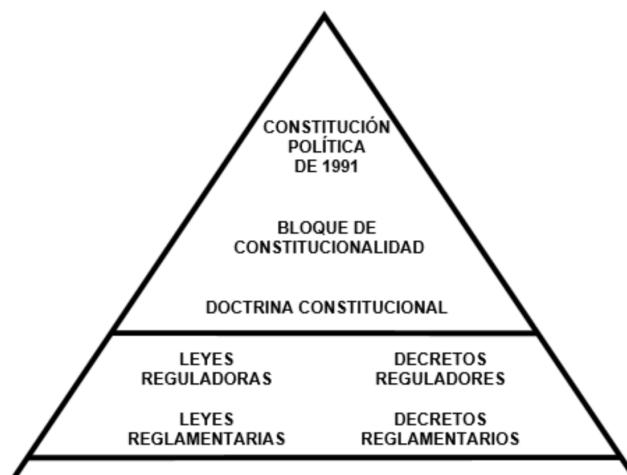 CONSTITUCIÓN
POLÍTICA
DE 1991
BLOQUE DE
CONSTITUCIONALIDAD
DOCTRINA CONSTITUCIONAL
LEYES
REGULADORAS
DECRETOS
REGULADORES
LEYES
REGLAMENTARIAS
DECRETOS
REGLAMENTARIOS